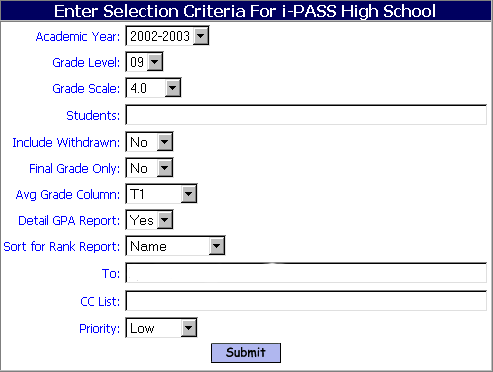 Enter Selection Criteria For i-PASS High School
Academic Year: 2002-2003
Grade Level: 09
Grade Scale: 4.0
Students:
Include Withdrawn: No
Final Grade Only: No
Avg Grade Column: T1
Detail GPA Report: Yes
Sort for Rank Report: Name
To:
CC List:
Priority: Low
Submit